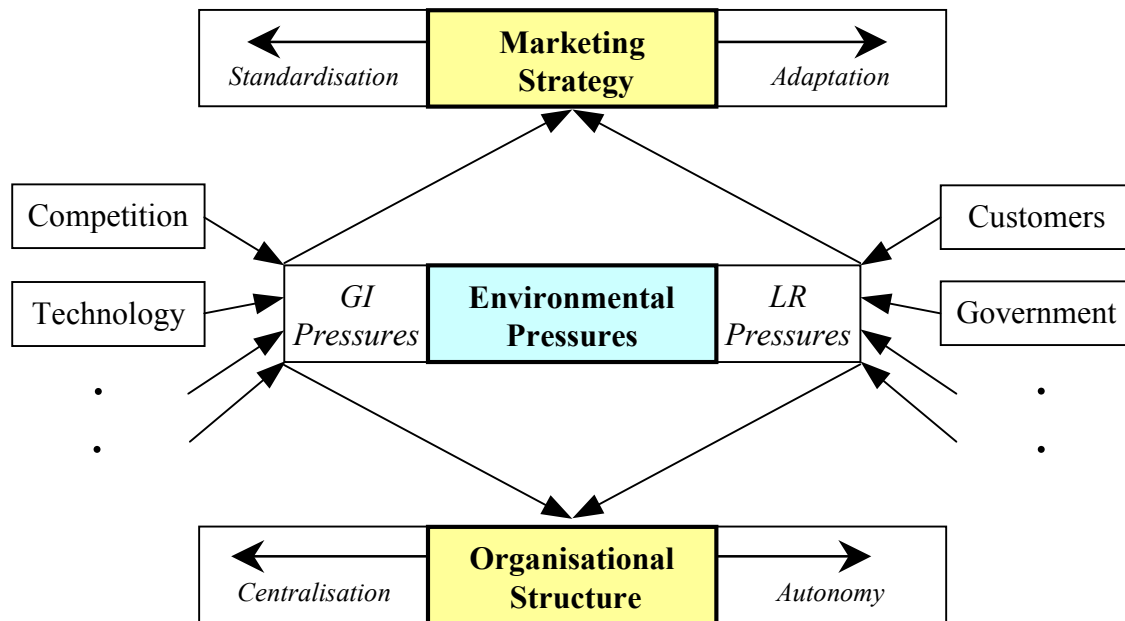 Marketing
Strategy
Standardisation
Adaptation
Competition
Customers
GI
Pressures
Environmental
Pressures
LR
Pressures
Technology
Government
Organisational
Structure
Centralisation
Autonomy